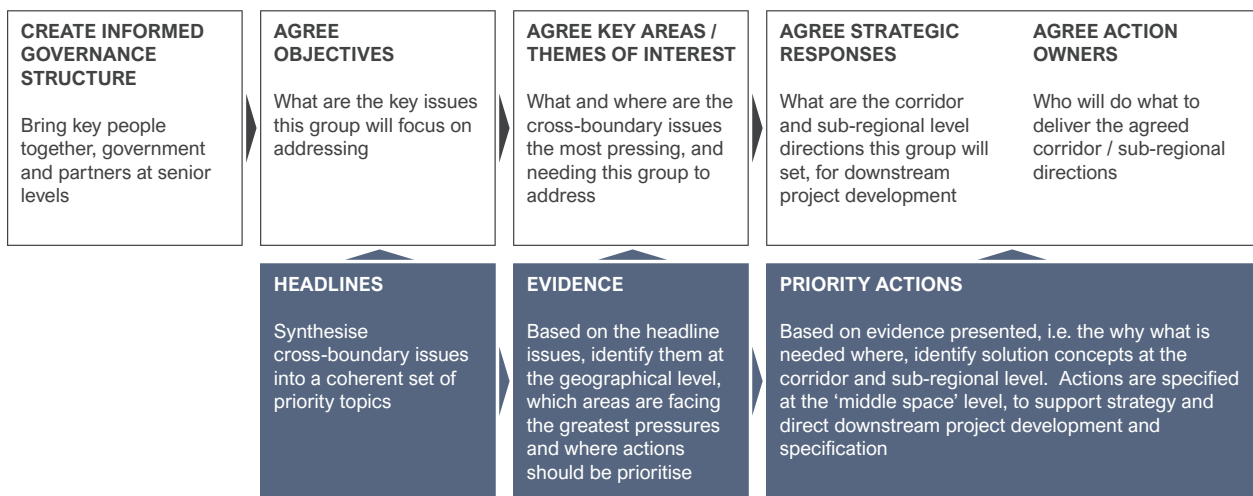 CREATE INFORMED
GOVERNANCE
STRUCTURE
Bring key people
together, government
and partners at senior
levels
AGREE
OBJECTIVES
What are the key issues
this group will focus on
addressing
AGREE KEY AREAS /
THEMES OF INTEREST
What and where are the
cross-boundary issues
the most pressing, and
needing this group to
address
AGREE STRATEGIC
RESPONSES
What are the corridor
and sub-regional level
directions this group will
set, for downstream
project development
AGREE ACTION
OWNERS
Who will do what to
deliver the agreed
corridor / sub-regional
directions
HEADLINES
Synthesise
cross-boundary issues
into a coherent set of
priority topics
EVIDENCE
Based on the headline
issues, identify them at
the geographical level,
which areas are facing
the greatest pressures
and where actions
should be prioritise
PRIORITY ACTIONS
Based on evidence presented, i.e. the why what is
needed where, identify solution concepts at the
corridor and sub-regional level.  Actions are specified
at the ‘middle space’ level, to support strategy and
direct downstream project development and
specification